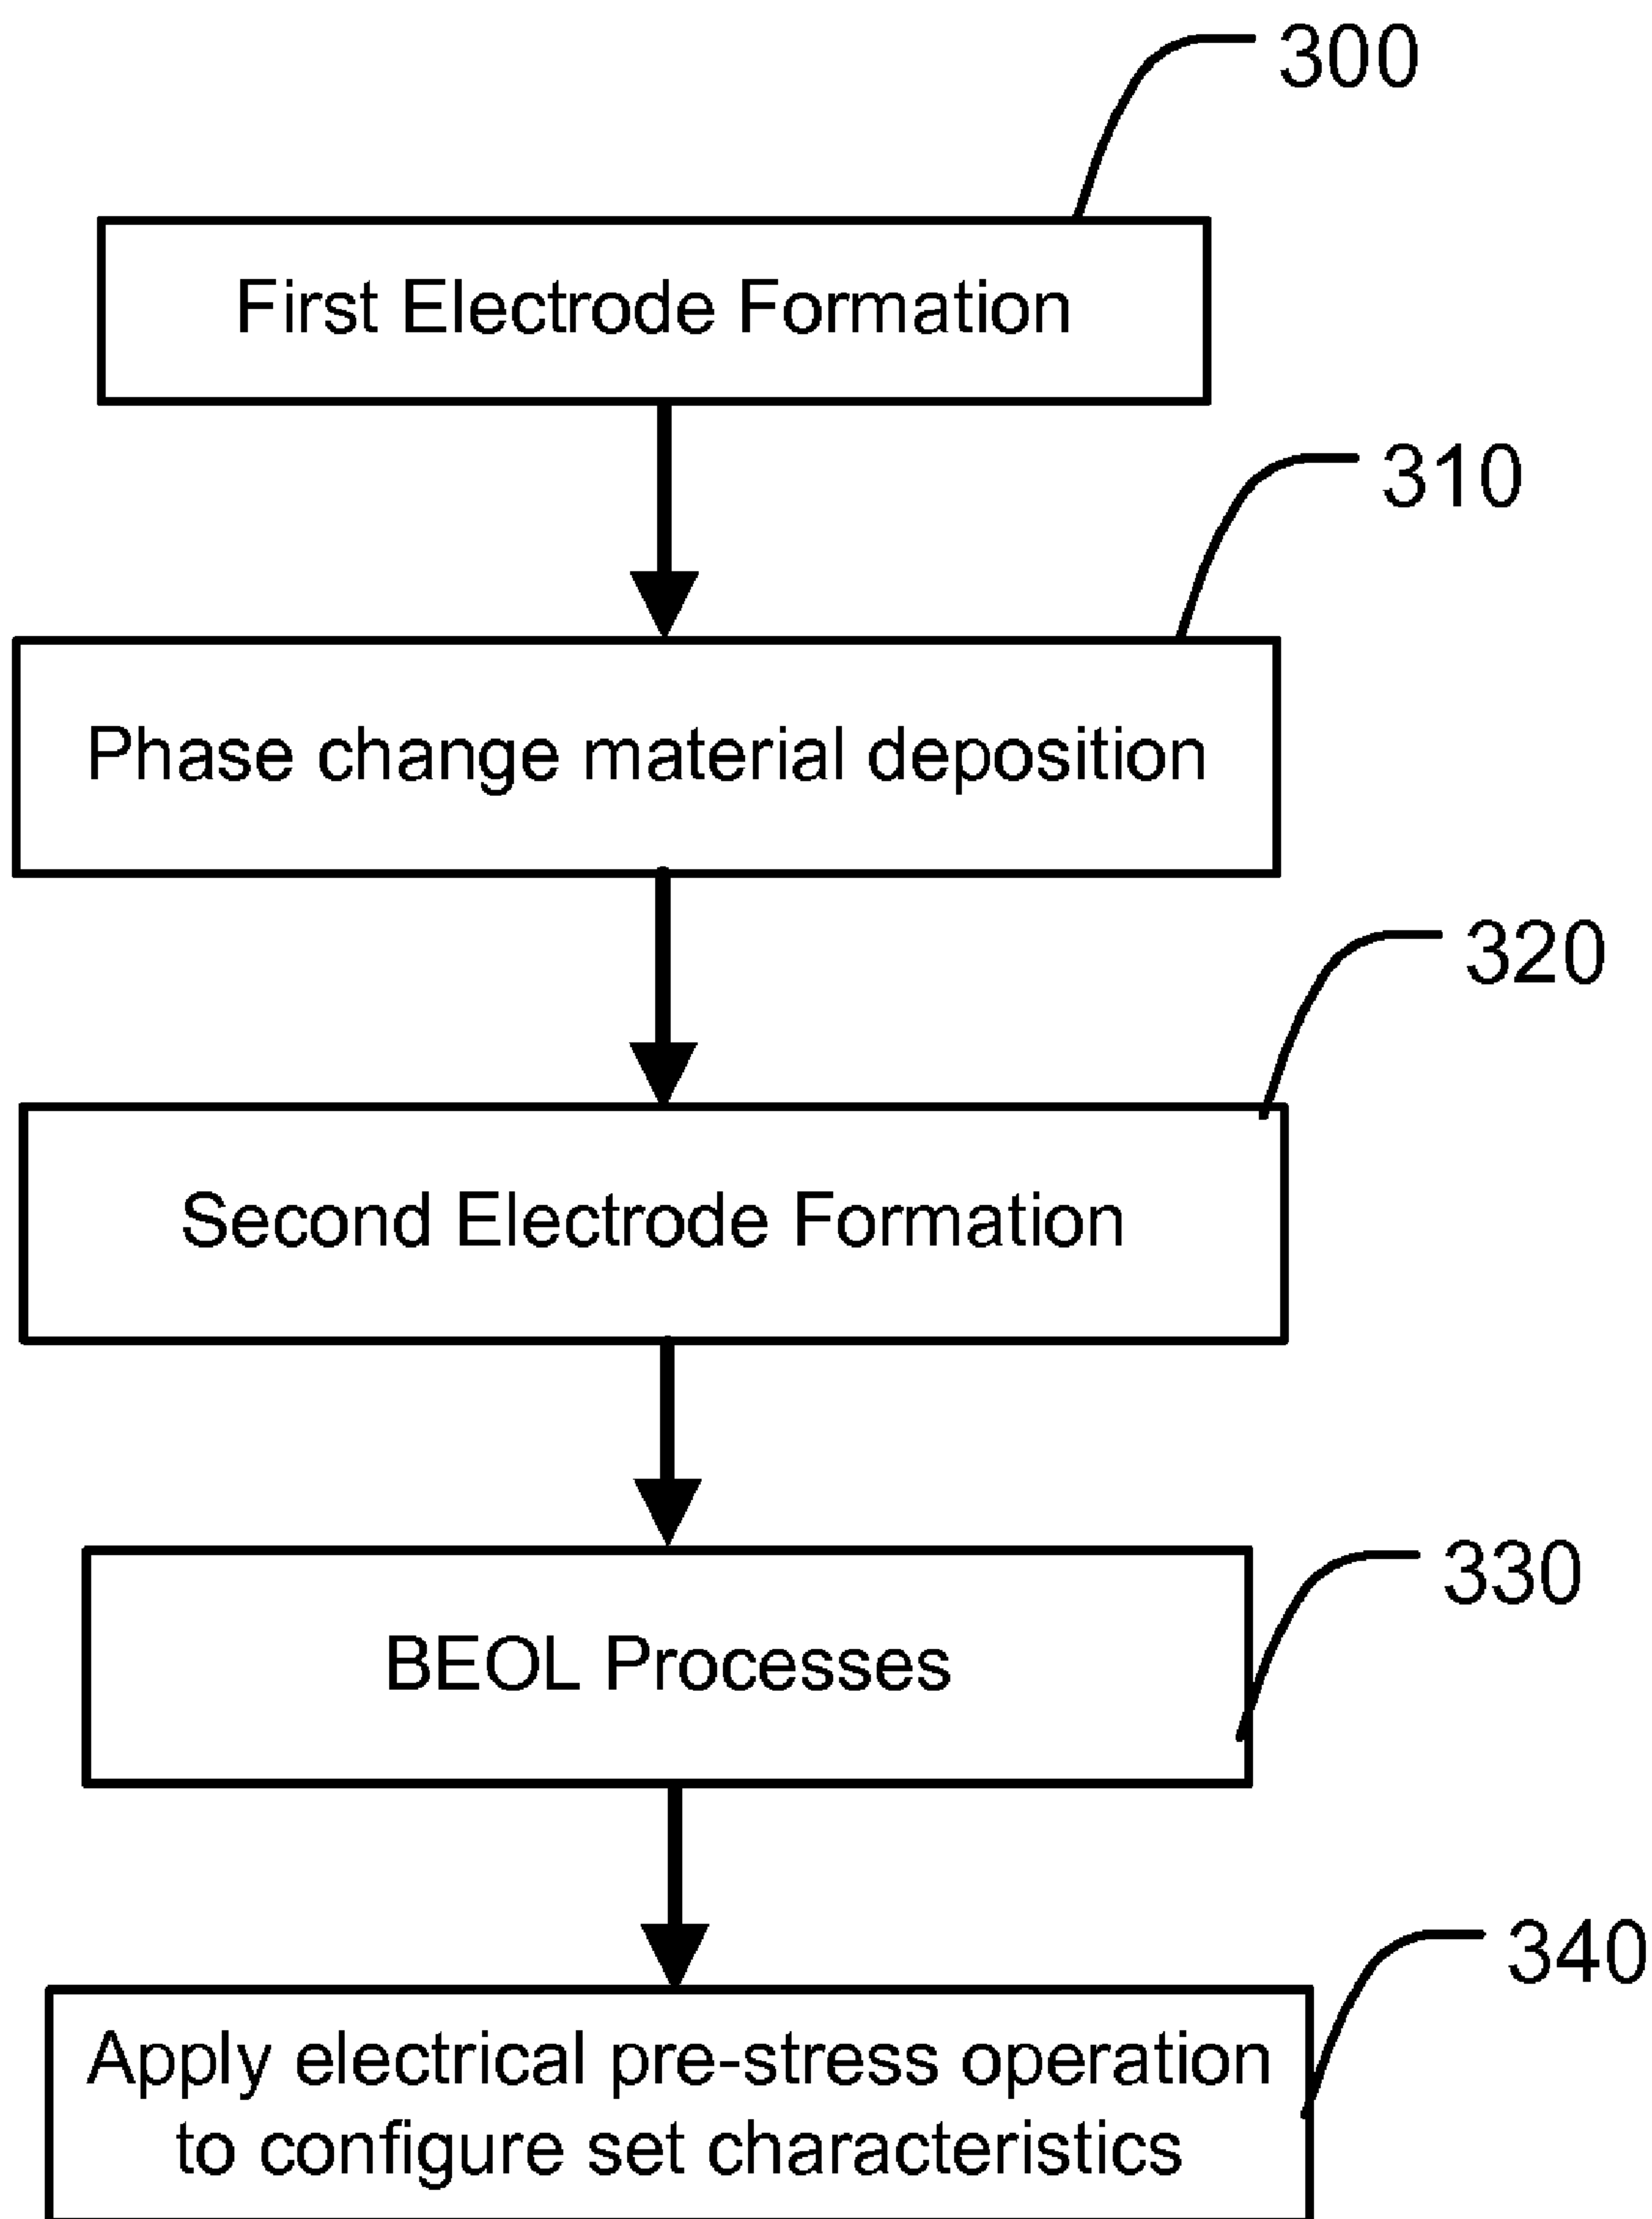 300
First Electrode Formation
310
Phase change material deposition
320
Second Electrode Formation
330
BEOL Processes
340
Apply electrical pre-stress operation
to configure set characteristics